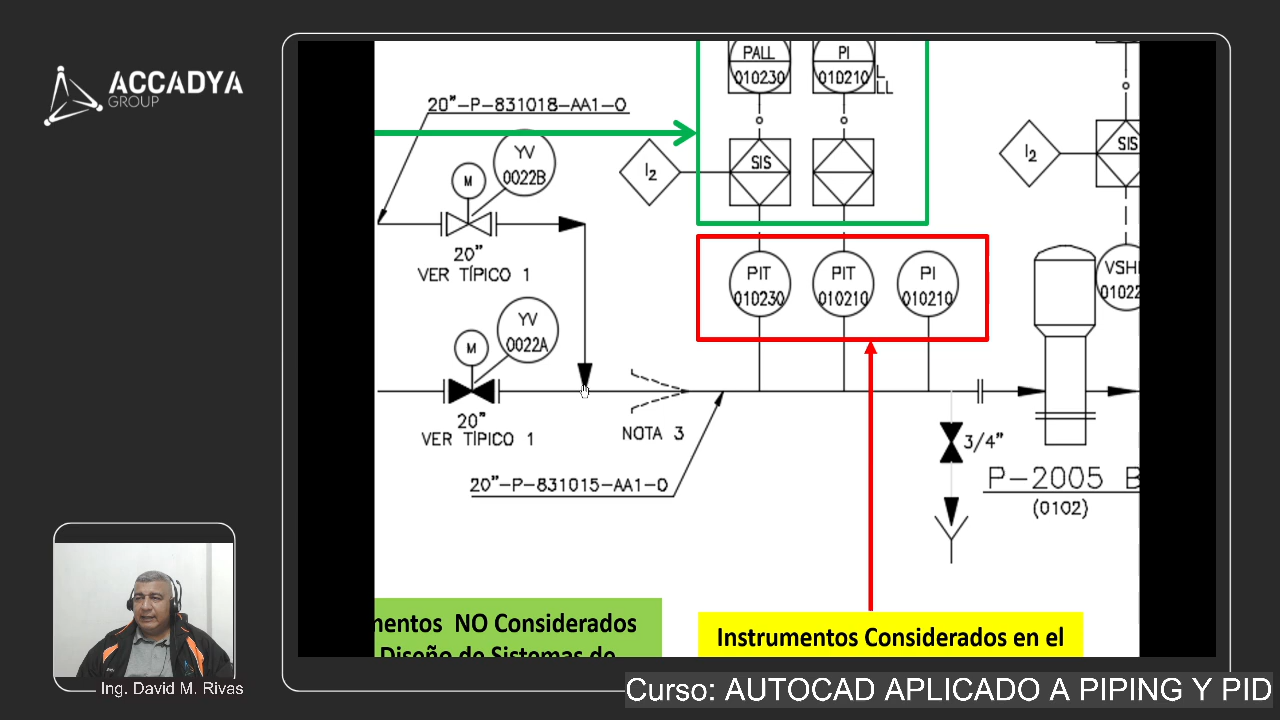 ACCADYA
GROUP
PALL
010230
PI
010210
L
LL
20"-P-831018-AA1-0
YV
0022B
M
I2
SIS
I2
SIS
20"
VER TÍPICO 1
PIT
010230
PIT
010210
PI
010210
VSHI
01022
YV
0022A
M
20"
VER TÍPICO 1
NOTA 3
3/4"
20"-P-831015-AA1-0
P-2005 B
(0102)
mentos NO Considerados
Diseño de Sistemas de
Instrumentos Considerados en el
Ing. David M. Rivas
Curso: AUTOCAD APLICADO A PIPING Y PID